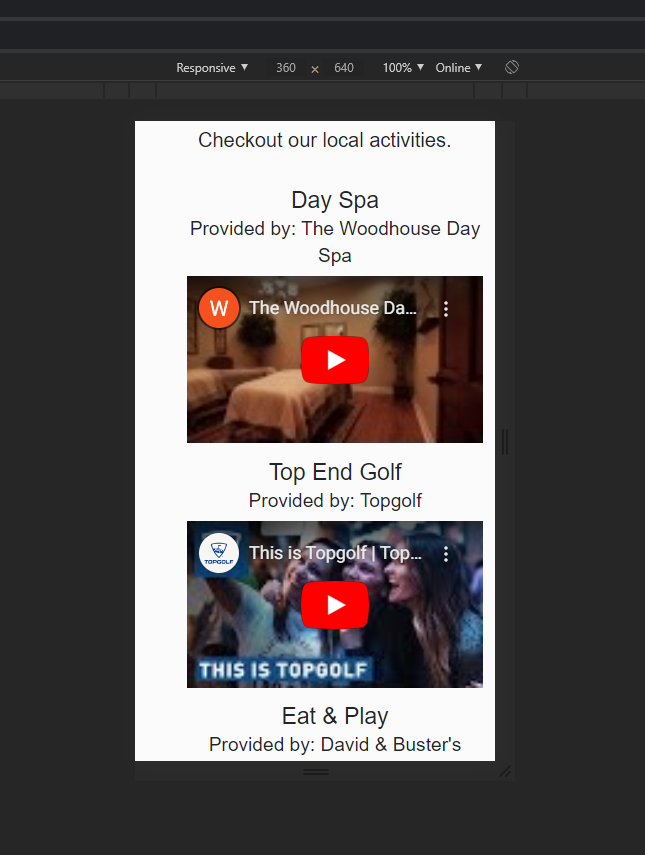 Responsive ▼ 360 × 640 100% ▼ Online ▼
Checkout our local activities.
Day Spa
Provided by: The Woodhouse Day
Spa
W The Woodhouse Da...
Top End Golf
Provided by: Topgolf
TOPGOLF This is Topgolf | Top...
THIS IS TOPGOLF
Eat & Play
Provided by: David & Buster's